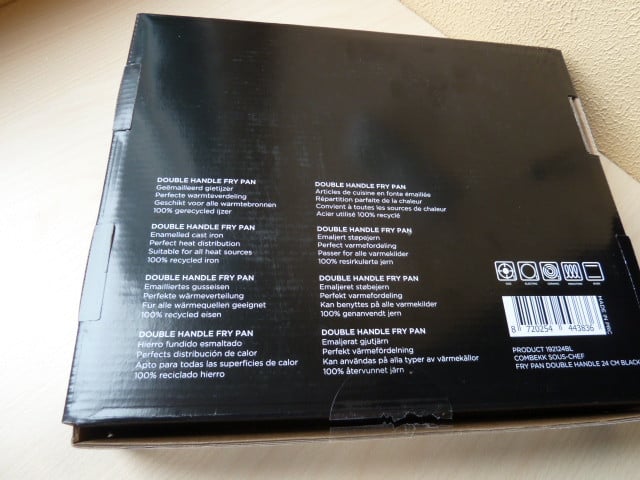 DOUBLE HANDLE FRY PAN
Geëmailleerd gietijzer
Perfecte warmteverdeling
Geschikt voor alle warmtebronnen
100% gerecycled ijzer
DOUBLE HANDLE FRY PAN
Enamelled cast iron
Perfect heat distribution
Suitable for all heat sources
100% recycled iron
DOUBLE HANDLE FRY PAN
Emailliertes gusseisen
Perfekte wärmeverteilung
Für alle wärmequellen geeignet
100% recycled eisen
DOUBLE HANDLE FRY PAN
Hierro fundido esmaltado
Perfects distribución de calor
Apto para todas las superficies de calor
100% reciclado hierro
DOUBLE HANDLE FRY PAN
Articles de cuisine en fonte émaillée
Répartition parfaite de la chaleur
Convient à toutes les sources de chaleur
Acier utilisé 100% recyclé
DOUBLE HANDLE FRY PAN
Emaljert støpejern
Perfect varmefordeling
Passer for alle varmekilder
100% resirkulerte jern
DOUBLE HANDLE FRY PAN
Emaljeret støbejern
Perfekt varmefordeling
Kan benyttes på alle varmekilder
100% genanvendt jern
DOUBLE HANDLE FRY PAN
Emaljerat gjutjärn
Perfekt värmefördelning
Kan användas på alla typer av värmekällor
100% återvunnet järn
8 720254 443836
MADE IN PRC
PRODUCT 192124BL
COMBEKK SOUS-CHEF
FRY PAN DOUBLE HANDLE 24 CM BLACK